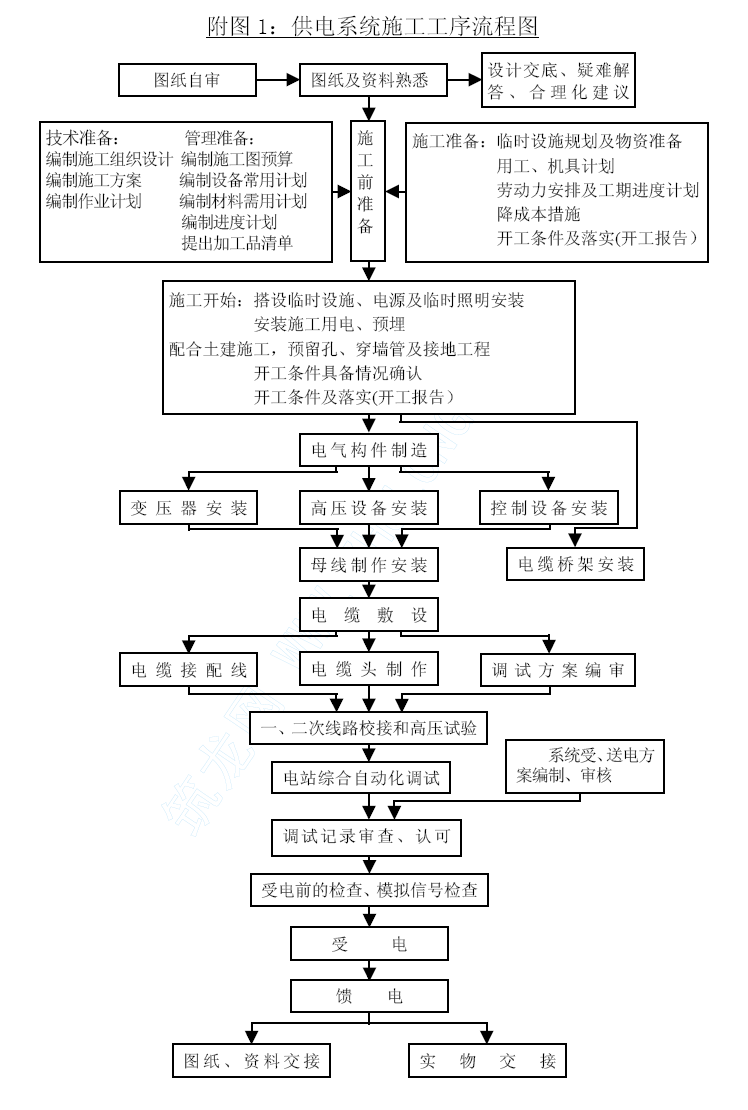 附图1：供电系统施工工序流程图
图纸自审
图纸及资料熟悉
设计交底、疑难解
答、合理化建议
技术准备：
编制施工组织设计
编制施工方案
编制作业计划
管理准备：
编制施工图预算
编制设备常用计划
编制材料需用计划
编制进度计划
提出加工品清单
施
工
前
准
备
施工准备：临时设施规划及物资准备
用工、机具计划
劳动力安排及工期进度计划
降成本措施
开工条件及落实(开工报告）
施工开始：搭设临时设施、电源及临时照明安装
安装施工用电、预埋
配合土建施工，预留孔、穿墙管及接地工程
开工条件具备情况确认
开工条件及落实(开工报告）
电气构件制造
变压器安装
高压设备安装
控制设备安装
母线制作安装
电缆桥架安装
电缆敷设
电缆接配线
电缆头制作
调试方案编审
一、二次线路校接和高压试验
系统受、送电方
案编制、审核
电站综合自动化调试
调试记录审查、认可
受电前的检查、模拟信号检查
受 电
馈 电
图纸、资料交接
实物交接